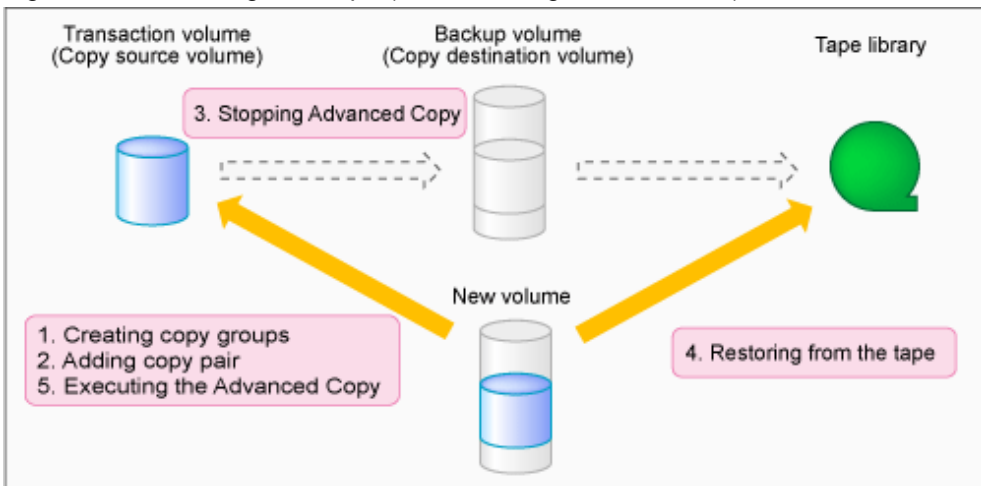 Transaction volume
(Copy source volume)
Backup volume
(Copy destination volume)
Tape library
3. Stopping Advanced Copy
New volume
1. Creating copy groups
2. Adding copy pair
5. Executing the Advanced Copy
4. Restoring from the tape